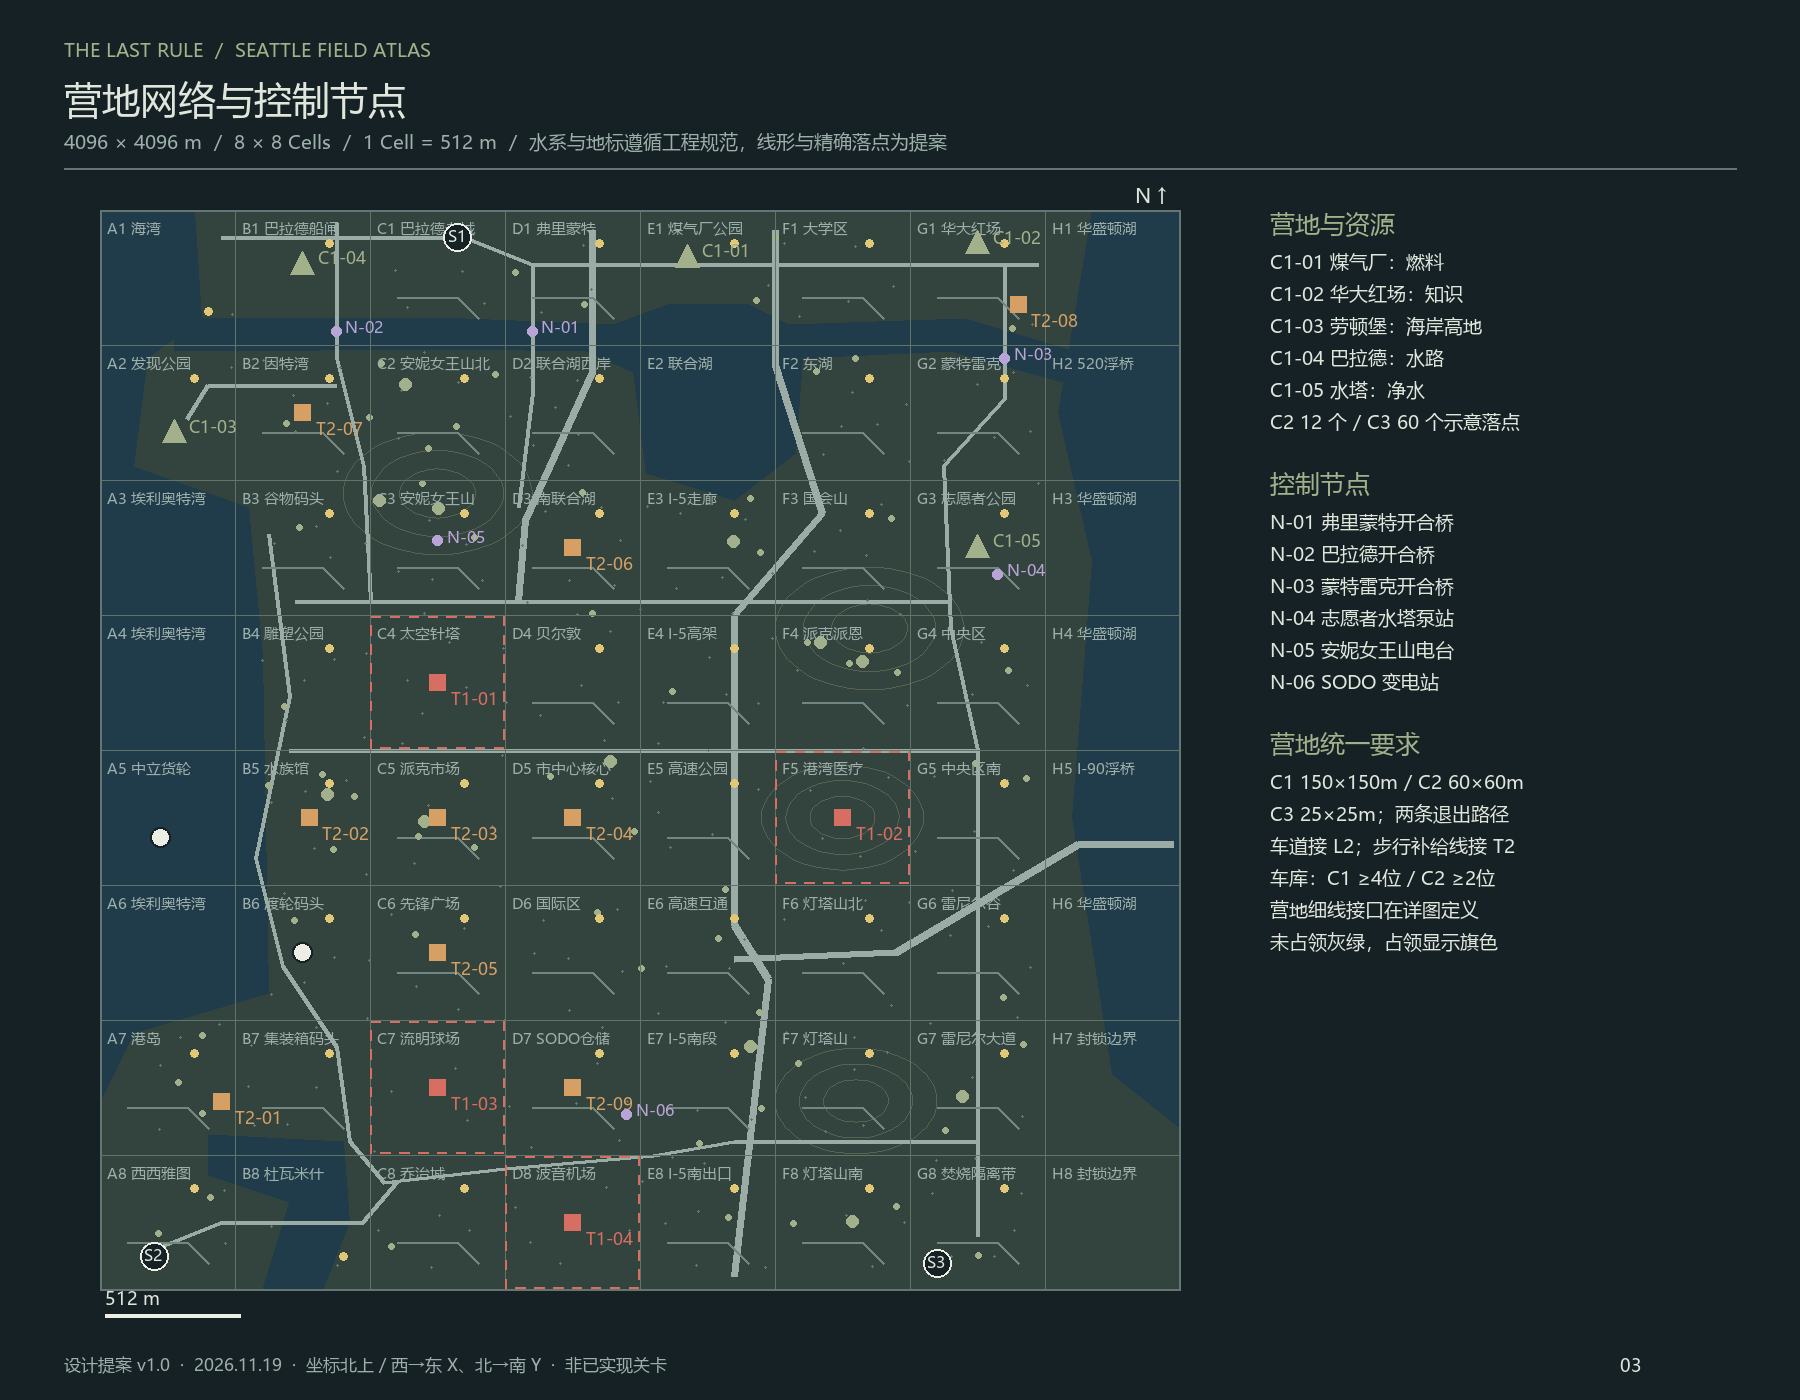 THE LAST RULE / SEATTLE FIELD ATLAS
营地网络与控制节点
4096 × 4096 m / 8 × 8 Cells / 1 Cell = 512 m / 水系与地标遵循工程规范，线形与精确落点为提案
N ↑
A1 海湾
B1 巴拉德船闸
C1 巴拉德
S1
D1 弗里蒙特
E1 煤气厂公园
F1 大学区
G1 华大红场
H1 华盛顿湖
C1-04
C1-01
C1-02
T2-08
N-02
N-01
N-03
A2 发现公园
B2 因特湾
C2 安妮女王山北
D2 联合湖西岸
E2 联合湖
F2 东湖
G2 蒙特雷克
H2 520浮桥
C1-03
T2-07
A3 埃利奥特湾
B3 谷物码头
C3 安妮女王山
D3 南联合湖
E3 I-5走廊
F3 国会山
G3 志愿者公园
H3 华盛顿湖
N-05
T2-06
C1-05
N-04
A4 埃利奥特湾
B4 雕塑公园
C4 太空针塔
D4 贝尔敦
E4 I-5高架
F4 派克派恩
G4 中央区
H4 华盛顿湖
T1-01
A5 中立货轮
B5 水族馆
C5 派克市场
D5 市中心核心
E5 高速公园
F5 港湾医疗
G5 中央区南
H5 I-90浮桥
T2-02
T2-03
T2-04
T1-02
A6 埃利奥特湾
B6 渡轮码头
C6 先锋广场
D6 国际区
E6 高速互通
F6 灯塔山北
G6 雷尼尔谷
H6 华盛顿湖
T2-05
A7 港岛
B7 集装箱码头
C7 流明球场
D7 SODO仓储
E7 I-5南段
F7 灯塔山
G7 雷尼尔大道
H7 封锁边界
T2-01
T1-03
T2-09
N-06
A8 西西雅图
B8 杜瓦米什
C8 乔治城
D8 波音机场
E8 I-5南出口
F8 灯塔山南
G8 焚烧隔离带
H8 封锁边界
S2
T1-04
S3
512 m
营地与资源
C1-01 煤气厂：燃料
C1-02 华大红场：知识
C1-03 劳顿堡：海岸高地
C1-04 巴拉德：水路
C1-05 水塔：净水
C2 12 个 / C3 60 个示意落点
控制节点
N-01 弗里蒙特开合桥
N-02 巴拉德开合桥
N-03 蒙特雷克开合桥
N-04 志愿者水塔泵站
N-05 安妮女王山电台
N-06 SODO 变电站
营地统一要求
C1 150×150m / C2 60×60m
C3 25×25m；两条退出路径
车道接 L2；步行补给线接 T2
车库：C1 ≥4位 / C2 ≥2位
营地细线接口在详图定义
未占领灰绿，占领显示旗色
设计提案 v1.0 · 2026.11.19 · 坐标北上 / 西→东 X、北→南 Y · 非已实现关卡
03